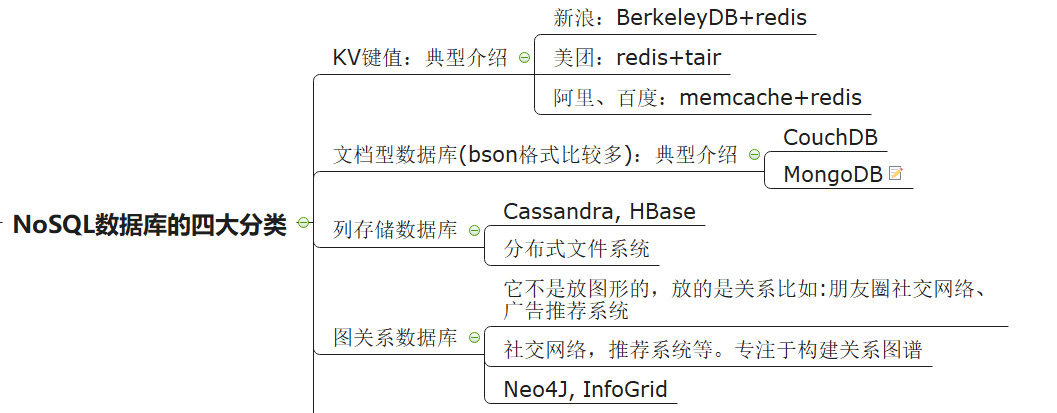 新浪：BerkeleyDB+redis
KV键值：典型介绍
美团：redis+tair
阿里、百度：memcache+redis
文档型数据库(bson格式比较多)：典型介绍
CouchDB
MongoDB
NoSQL数据库的四大分类
列存储数据库
Cassandra, HBase
分布式文件系统
图关系数据库
它不是放图形的，放的是关系比如:朋友圈社交网络、
广告推荐系统
社交网络，推荐系统等。专注于构建关系图谱
Neo4J, InfoGrid